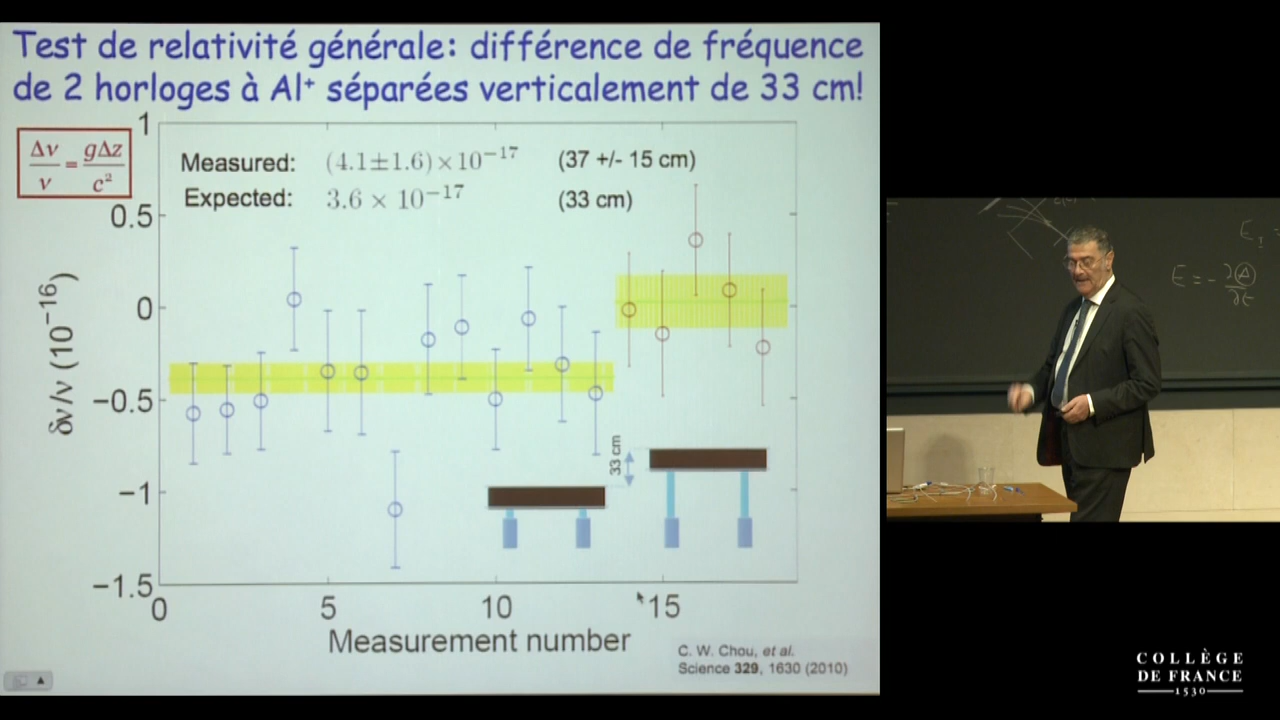 Test de relativité générale: différence de fréquence
de 2 horloges à Al⁺ séparées verticalement de 33 cm!
Δν/ν = gΔz/c²
Measured: (4.1±1.6)×10⁻¹⁷ (37 +/- 15 cm)
Expected: 3.6 × 10⁻¹⁷ (33 cm)
δν/ν (10⁻¹⁶)
1
0.5
0
−0.5
−1
−1.5
33 cm
0 5 10 15
Measurement number
C. W. Chou, et al.
Science 329, 1630 (2010)
E = - ∂A/∂t
COLLÈGE
DE FRANCE
1530